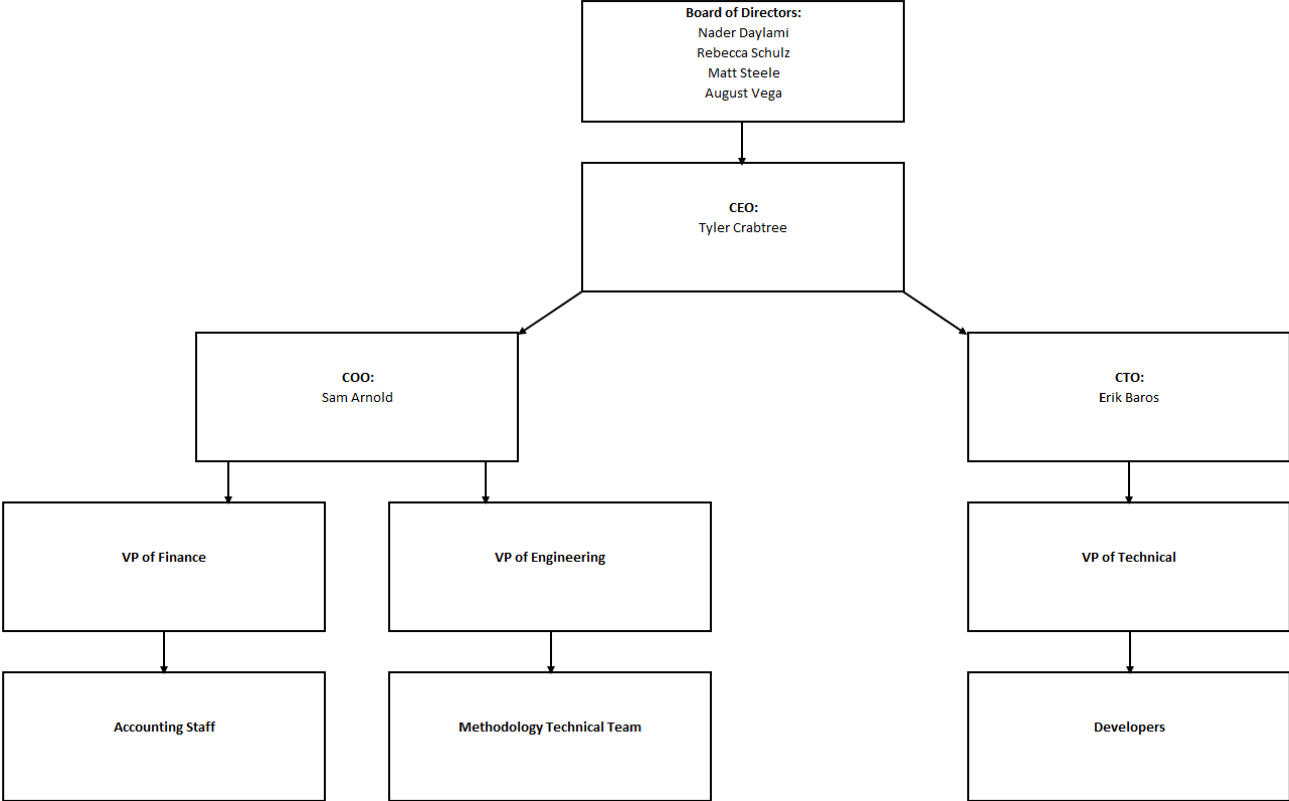 Board of Directors:
Nader Daylami
Rebecca Schulz
Matt Steele
August Vega
CEO:
Tyler Crabtree
COO:
Sam Arnold
CTO:
Erik Baros
VP of Finance
VP of Engineering
VP of Technical
Accounting Staff
Methodology Technical Team
Developers